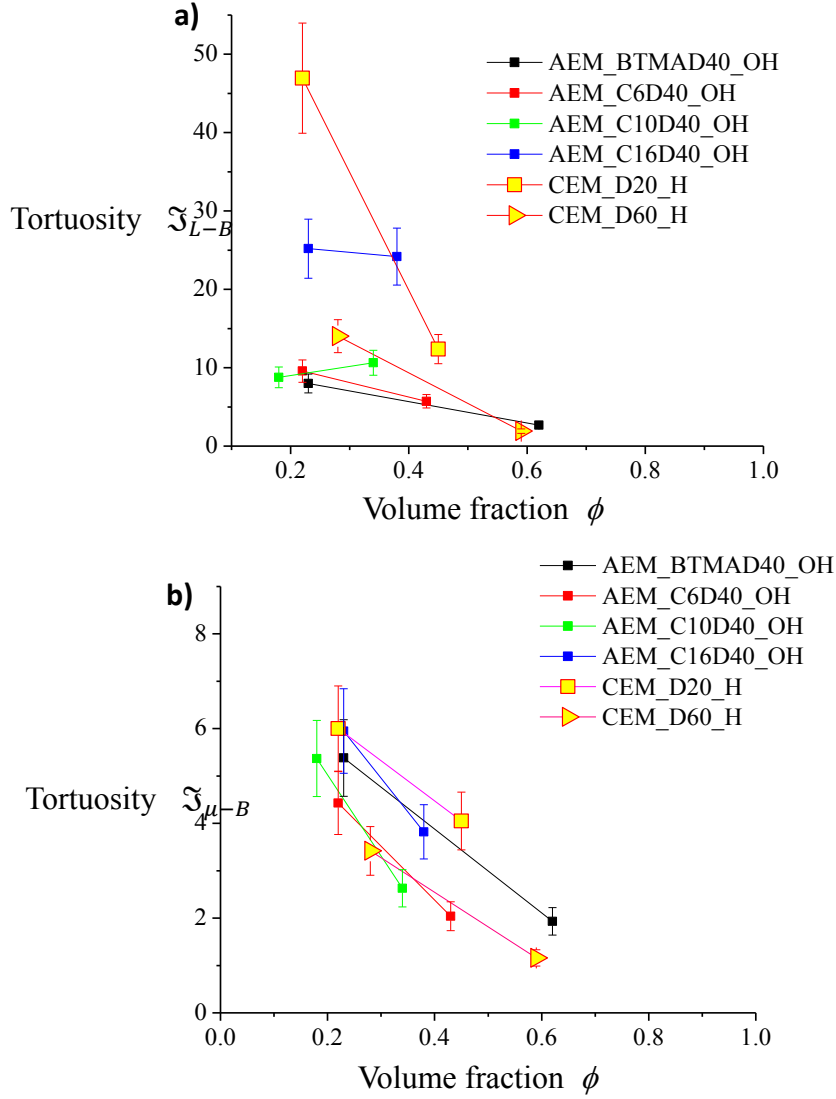 a)
50
40
30
20
10
0
Tortuosity ℑL−B
AEM_BTMAD40_OH
AEM_C6D40_OH
AEM_C10D40_OH
AEM_C16D40_OH
CEM_D20_H
CEM_D60_H
0.2 0.4 0.6 0.8 1.0
Volume fraction ϕ
b)
8
6
4
2
0
Tortuosity ℑμ−B
AEM_BTMAD40_OH
AEM_C6D40_OH
AEM_C10D40_OH
AEM_C16D40_OH
CEM_D20_H
CEM_D60_H
0.0 0.2 0.4 0.6 0.8 1.0
Volume fraction ϕ